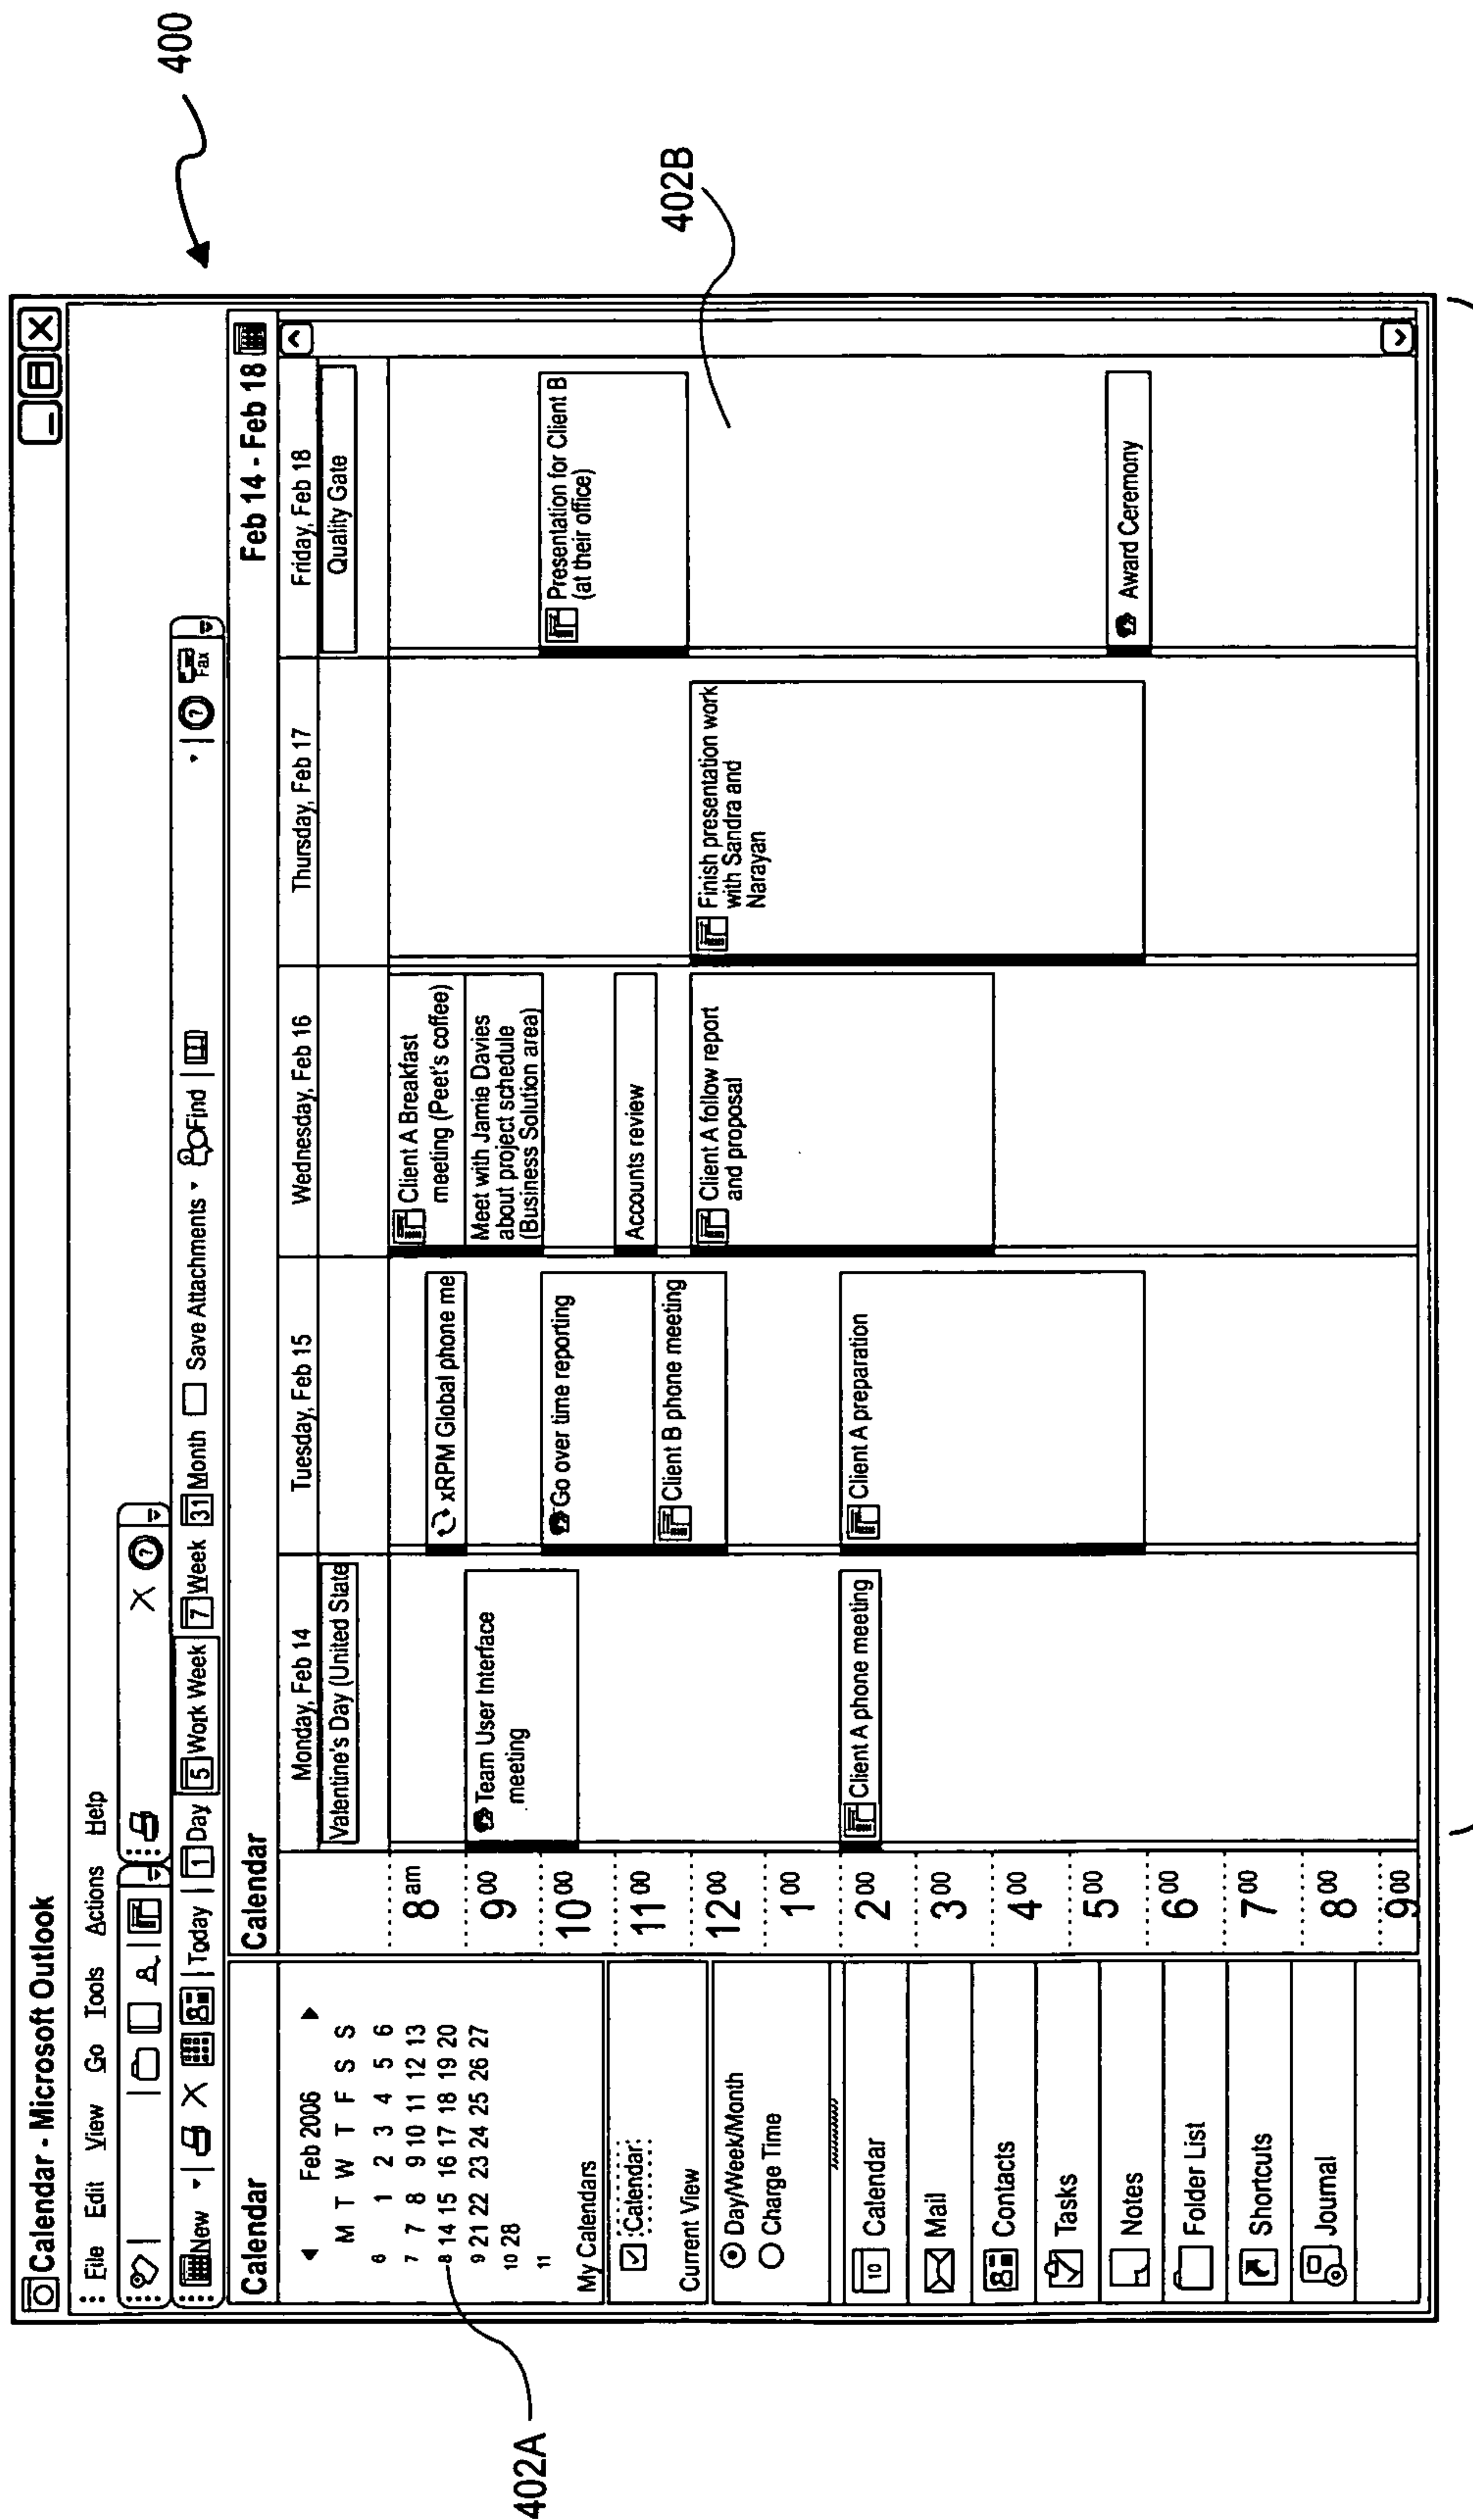 400
402B
402A
Calendar - Microsoft Outlook
File Edit View Go Tools Actions Help
New Today 1 Day 5 Work Week 7 Week 31 Month Save Attachments Find Fax
Calendar
Feb 2006
M T W T F S S
6 1 2 3 4 5 6
7 7 8 9 10 11 12 13
8 14 15 16 17 18 19 20
9 21 22 23 24 25 26 27
10 28
11
My Calendars
Calendar
Current View
Day/Week/Month
Charge Time
10 Calendar
Mail
Contacts
Tasks
Notes
Folder List
Shortcuts
Journal
Calendar Feb 14 - Feb 18
8 am
9 00
10 00
11 00
12 00
1 00
2 00
3 00
4 00
5 00
6 00
7 00
8 00
9 00
Monday, Feb 14
Valentine's Day (United State
Team User Interface
meeting
Client A phone meeting
Tuesday, Feb 15
xRPM Global phone me
Go over time reporting
Client B phone meeting
Client A preparation
Wednesday, Feb 16
Client A Breakfast
meeting (Peet's coffee)
Meet with Jamie Davies
about project schedule
(Business Solution area)
Accounts review
Client A follow report
and proposal
Thursday, Feb 17
Finish presentation work
with Sandra and
Narayan
Friday, Feb 18
Quality Gate
Presentation for Client B
(at their office)
Award Ceremony